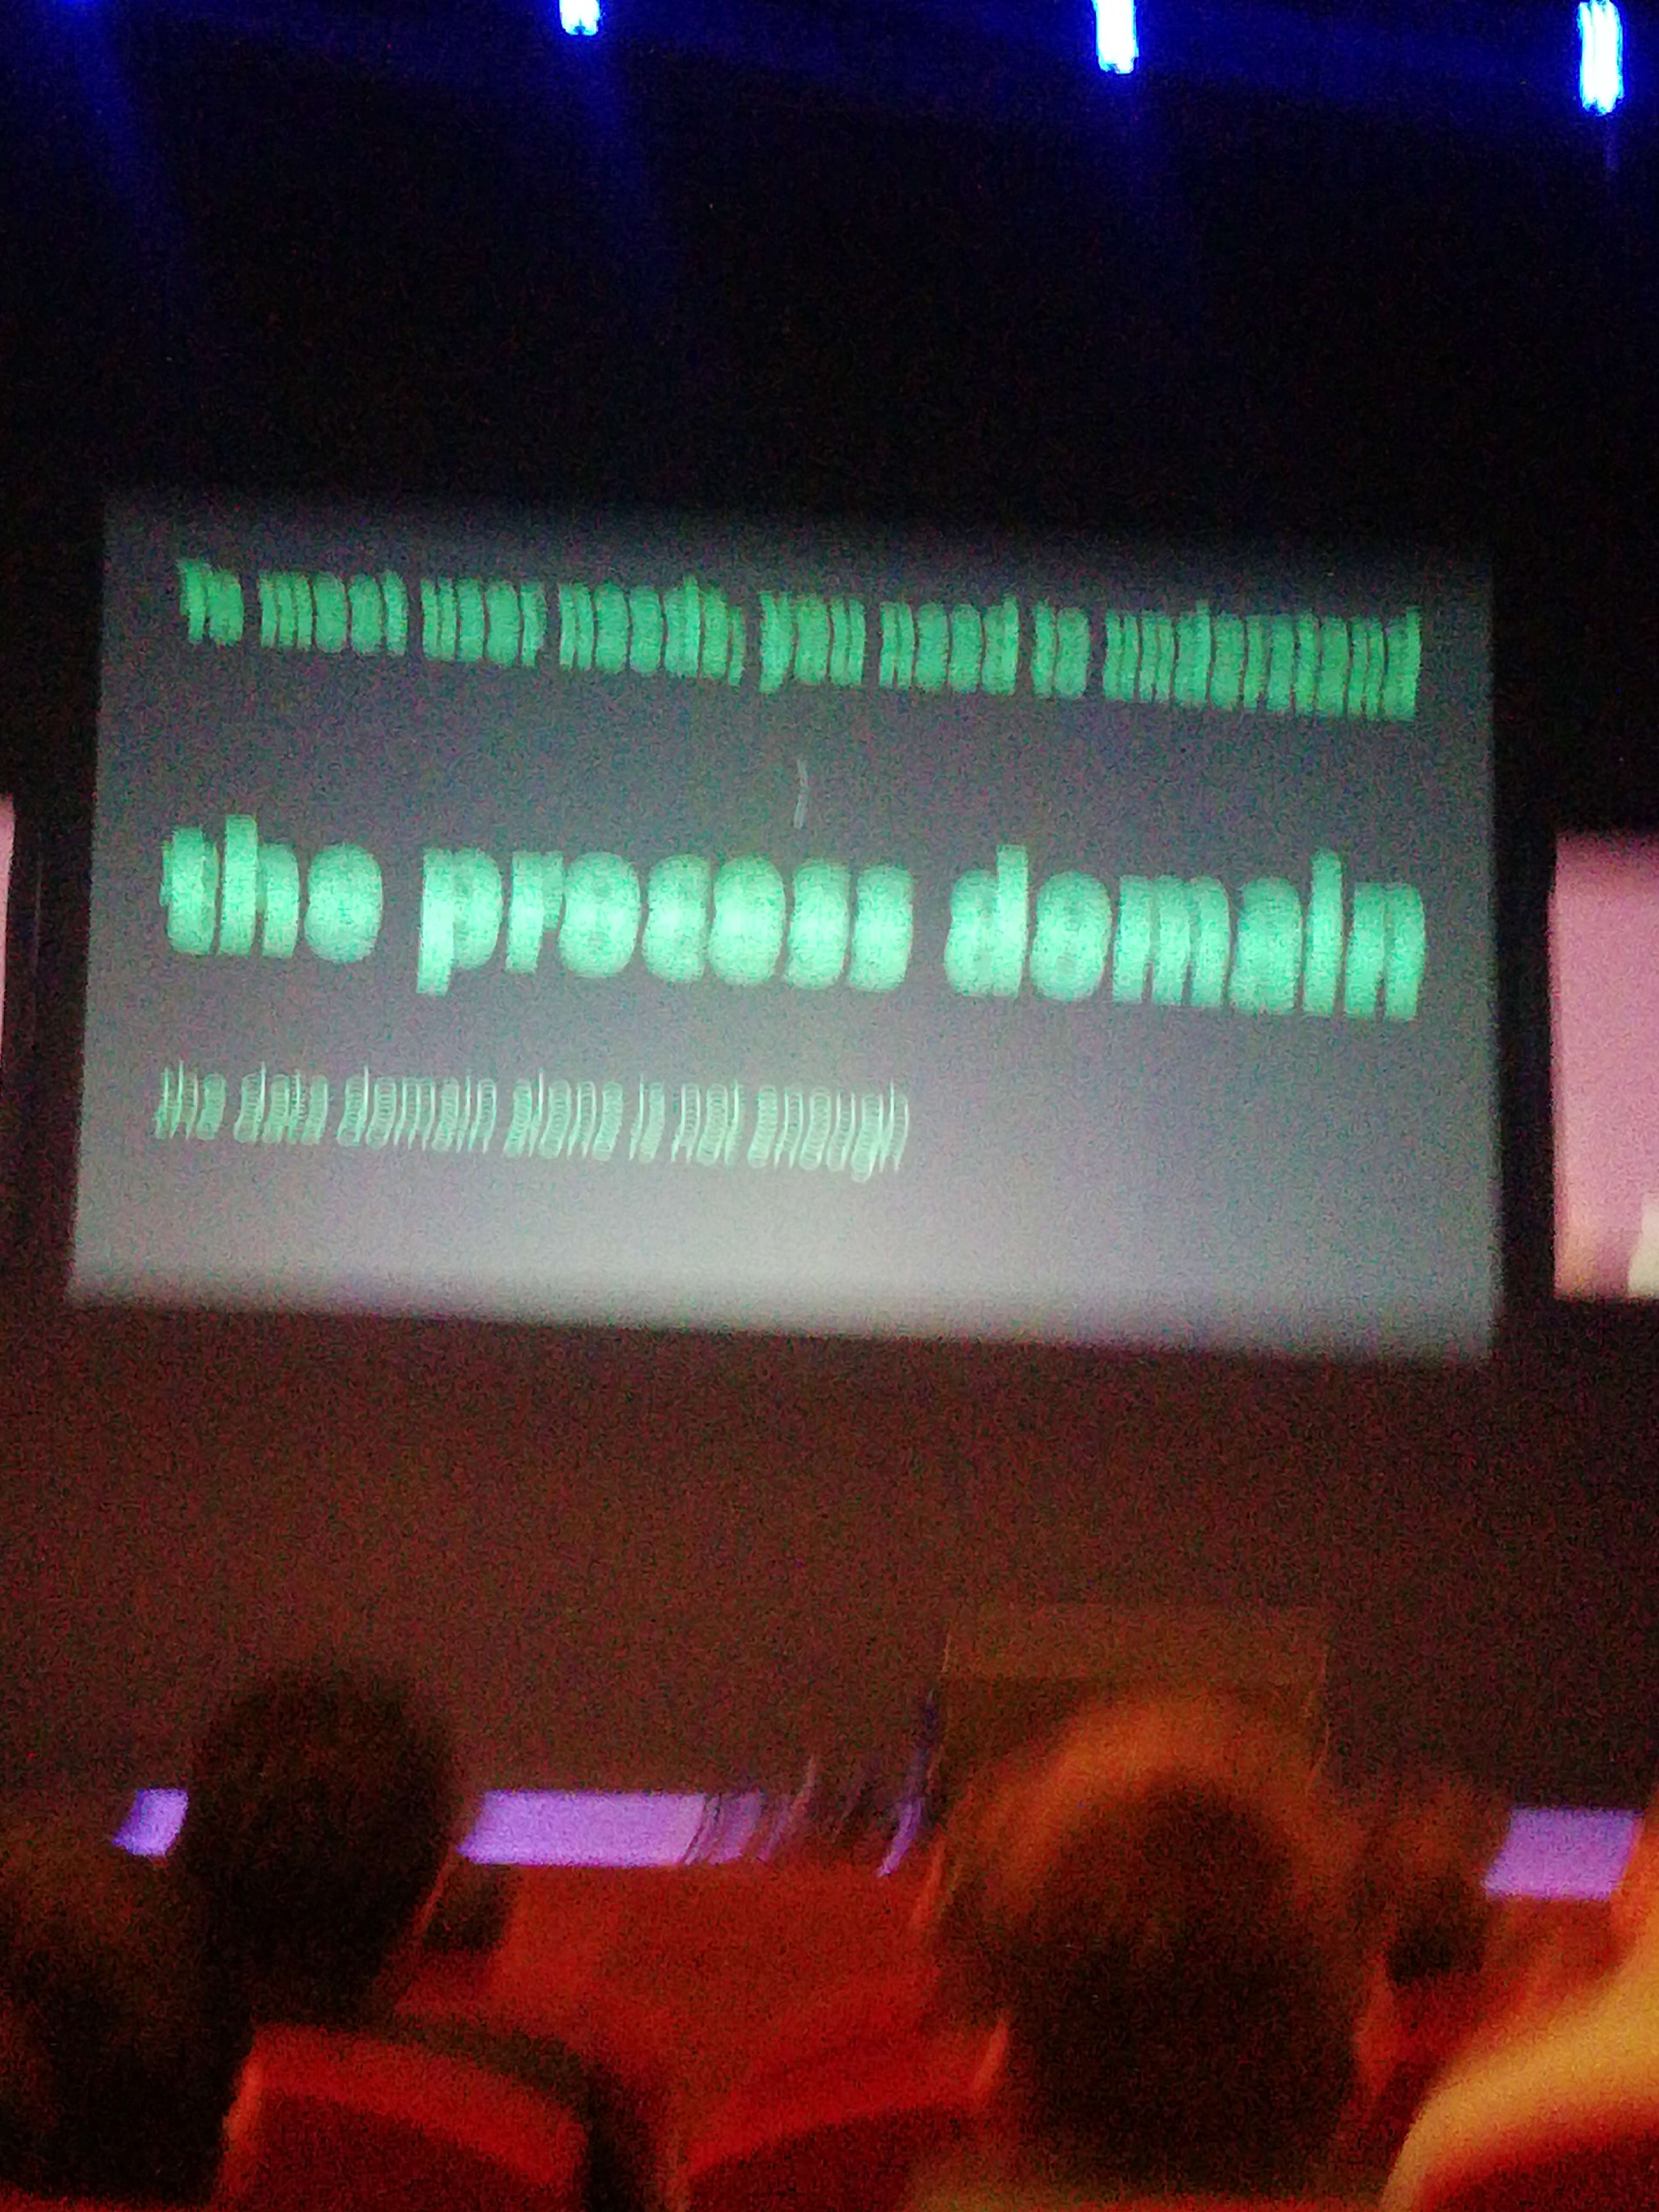 To meet user needs, you need to understand
the process domain
the data domain alone is not enough